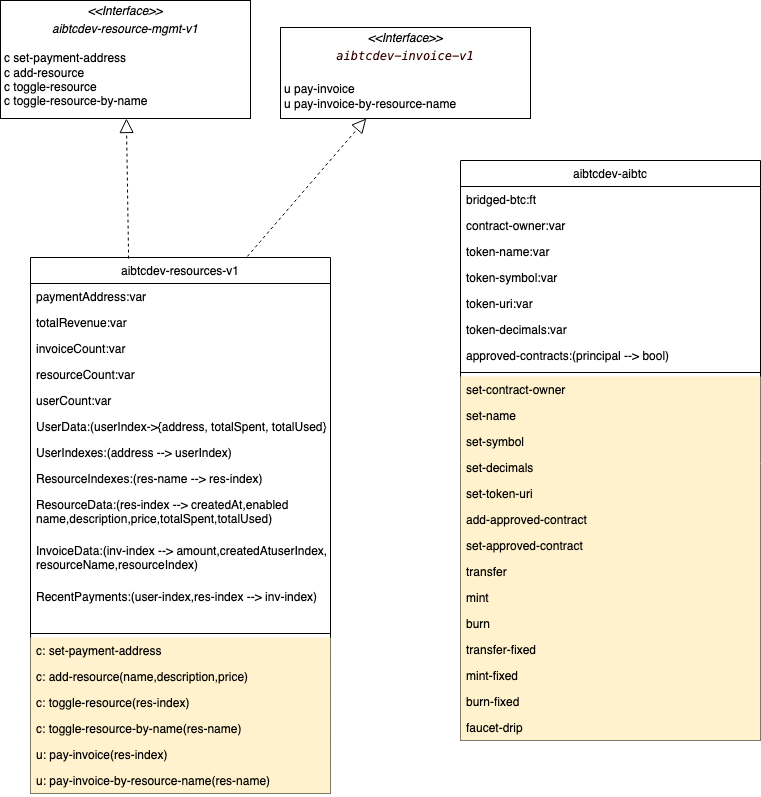 <<Interface>>
aibtcdev-resource-mgmt-v1
c set-payment-address
c add-resource
c toggle-resource
c toggle-resource-by-name
<<Interface>>
aibtcdev-invoice-v1
u pay-invoice
u pay-invoice-by-resource-name
aibtcdev-resources-v1
paymentAddress:var
totalRevenue:var
invoiceCount:var
resourceCount:var
userCount:var
UserData:(userIndex->{address, totalSpent, totalUsed}
UserIndexes:(address --> userIndex)
ResourceIndexes:(res-name --> res-index)
ResourceData:(res-index --> createdAt,enabled
name,description,price,totalSpent,totalUsed)
InvoiceData:(inv-index --> amount,createdAtuserIndex,
resourceName,resourceIndex)
RecentPayments:(user-index,res-index --> inv-index)
c: set-payment-address
c: add-resource(name,description,price)
c: toggle-resource(res-index)
c: toggle-resource-by-name(res-name)
u: pay-invoice(res-index)
u: pay-invoice-by-resource-name(res-name)
aibtcdev-aibtc
bridged-btc:ft
contract-owner:var
token-name:var
token-symbol:var
token-uri:var
token-decimals:var
approved-contracts:(principal --> bool)
set-contract-owner
set-name
set-symbol
set-decimals
set-token-uri
add-approved-contract
set-approved-contract
transfer
mint
burn
transfer-fixed
mint-fixed
burn-fixed
faucet-drip